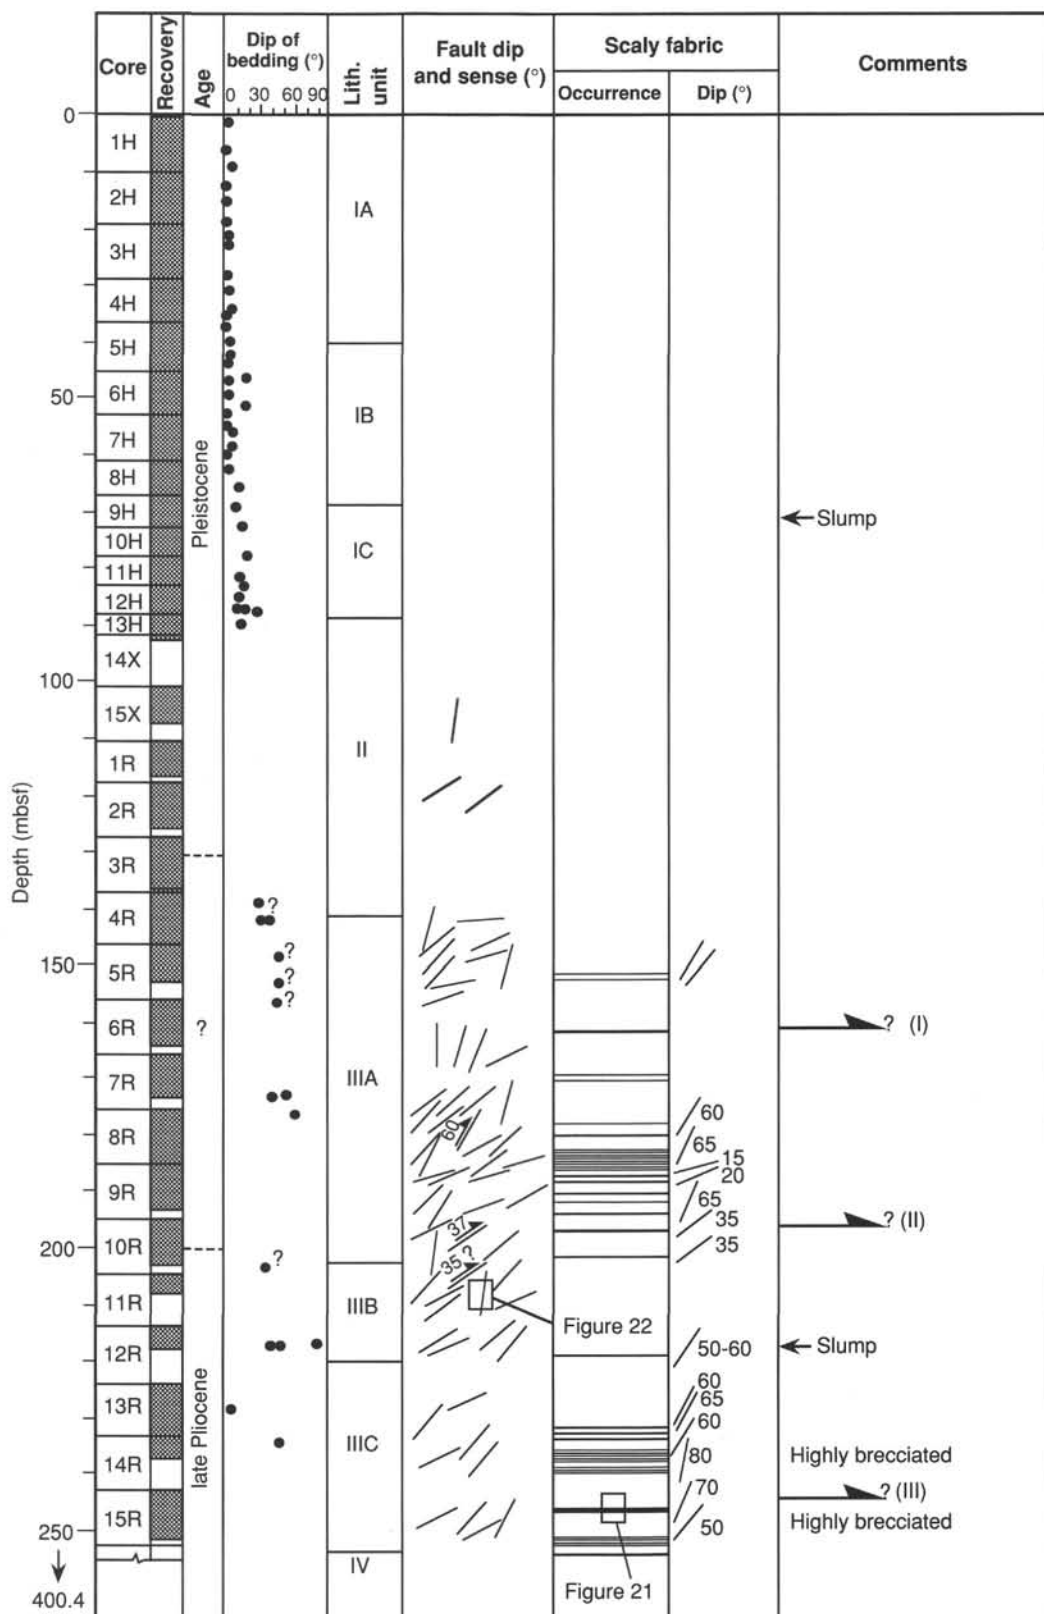 Core
Recovery
Age
Dip of
bedding (°)
0 30 60 90
Lith.
unit
Fault dip
and sense (°)
Scaly fabric
Occurrence
Dip (°)
Comments
Depth (mbsf)
0
50
100
150
200
250
400.4
1H
2H
3H
4H
5H
6H
7H
8H
9H
10H
11H
12H
13H
14X
15X
1R
2R
3R
4R
5R
6R
7R
8R
9R
10R
11R
12R
13R
14R
15R
Pleistocene
?
late Pliocene
?
?
?
?
?
IA
IB
IC
II
IIIA
IIIB
IIIC
IV
60
37
35 ?
Figure 22
Figure 21
60
65
15
20
65
35
35
50-60
60
65
60
80
70
50
Slump
? (I)
? (II)
Slump
Highly brecciated
? (III)
Highly brecciated